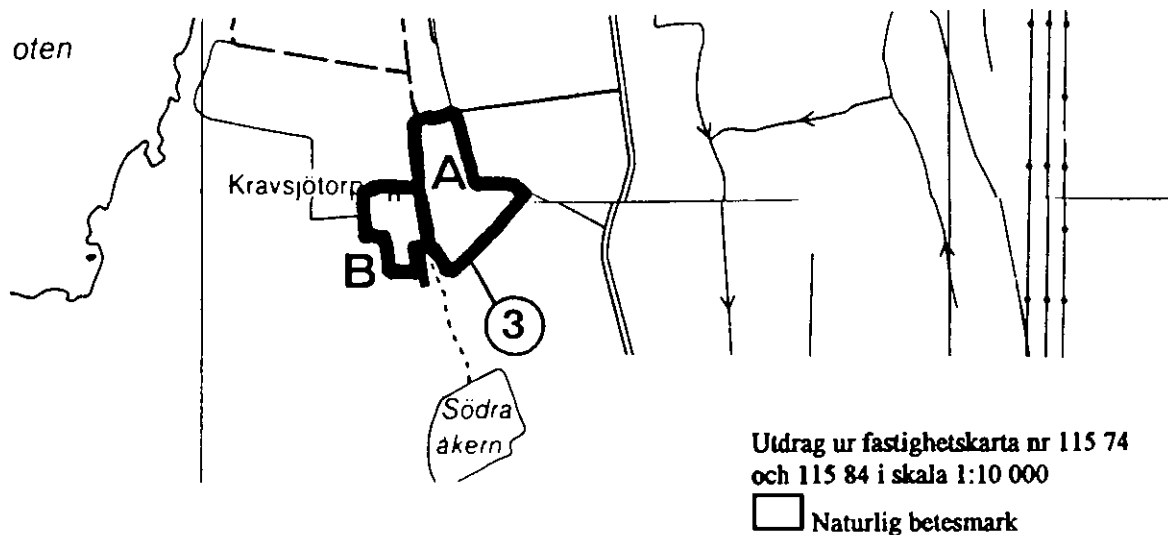 oten
Kravsjötorp
A
B
3
Södra
åkern
Utdrag ur fastighetskarta nr 115 74
och 115 84 i skala 1:10 000
Naturlig betesmark